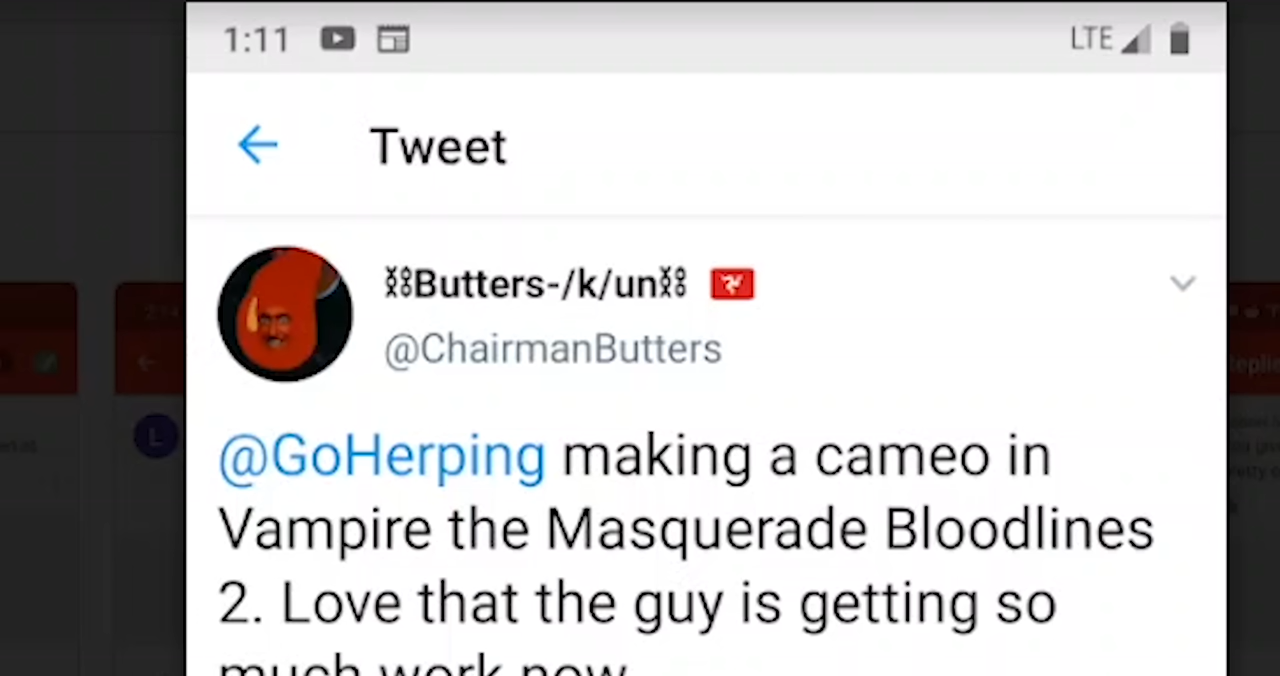 1:11 LTE
Tweet
⛓Butters-/k/un⛓ 🇮🇲
@ChairmanButters
@GoHerping making a cameo in
Vampire the Masquerade Bloodlines
2. Love that the guy is getting so
much work now
L